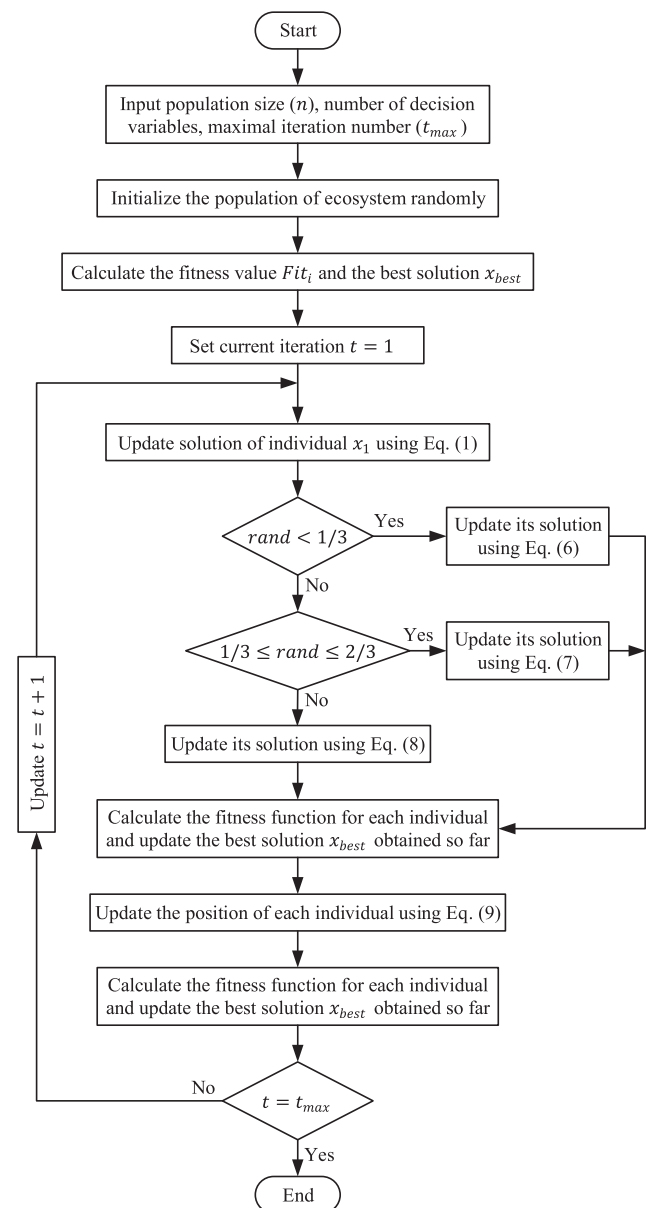 Start
Input population size (n), number of decision
variables, maximal iteration number (t_max)
Initialize the population of ecosystem randomly
Calculate the fitness value Fit_i and the best solution x_best
Set current iteration t = 1
Update solution of individual x_1 using Eq. (1)
rand < 1/3
Yes
Update its solution
using Eq. (6)
No
1/3 ≤ rand ≤ 2/3
Yes
Update its solution
using Eq. (7)
No
Update its solution using Eq. (8)
Update t = t + 1
Calculate the fitness function for each individual
and update the best solution x_best obtained so far
Update the position of each individual using Eq. (9)
Calculate the fitness function for each individual
and update the best solution x_best obtained so far
No
t = t_max
Yes
End